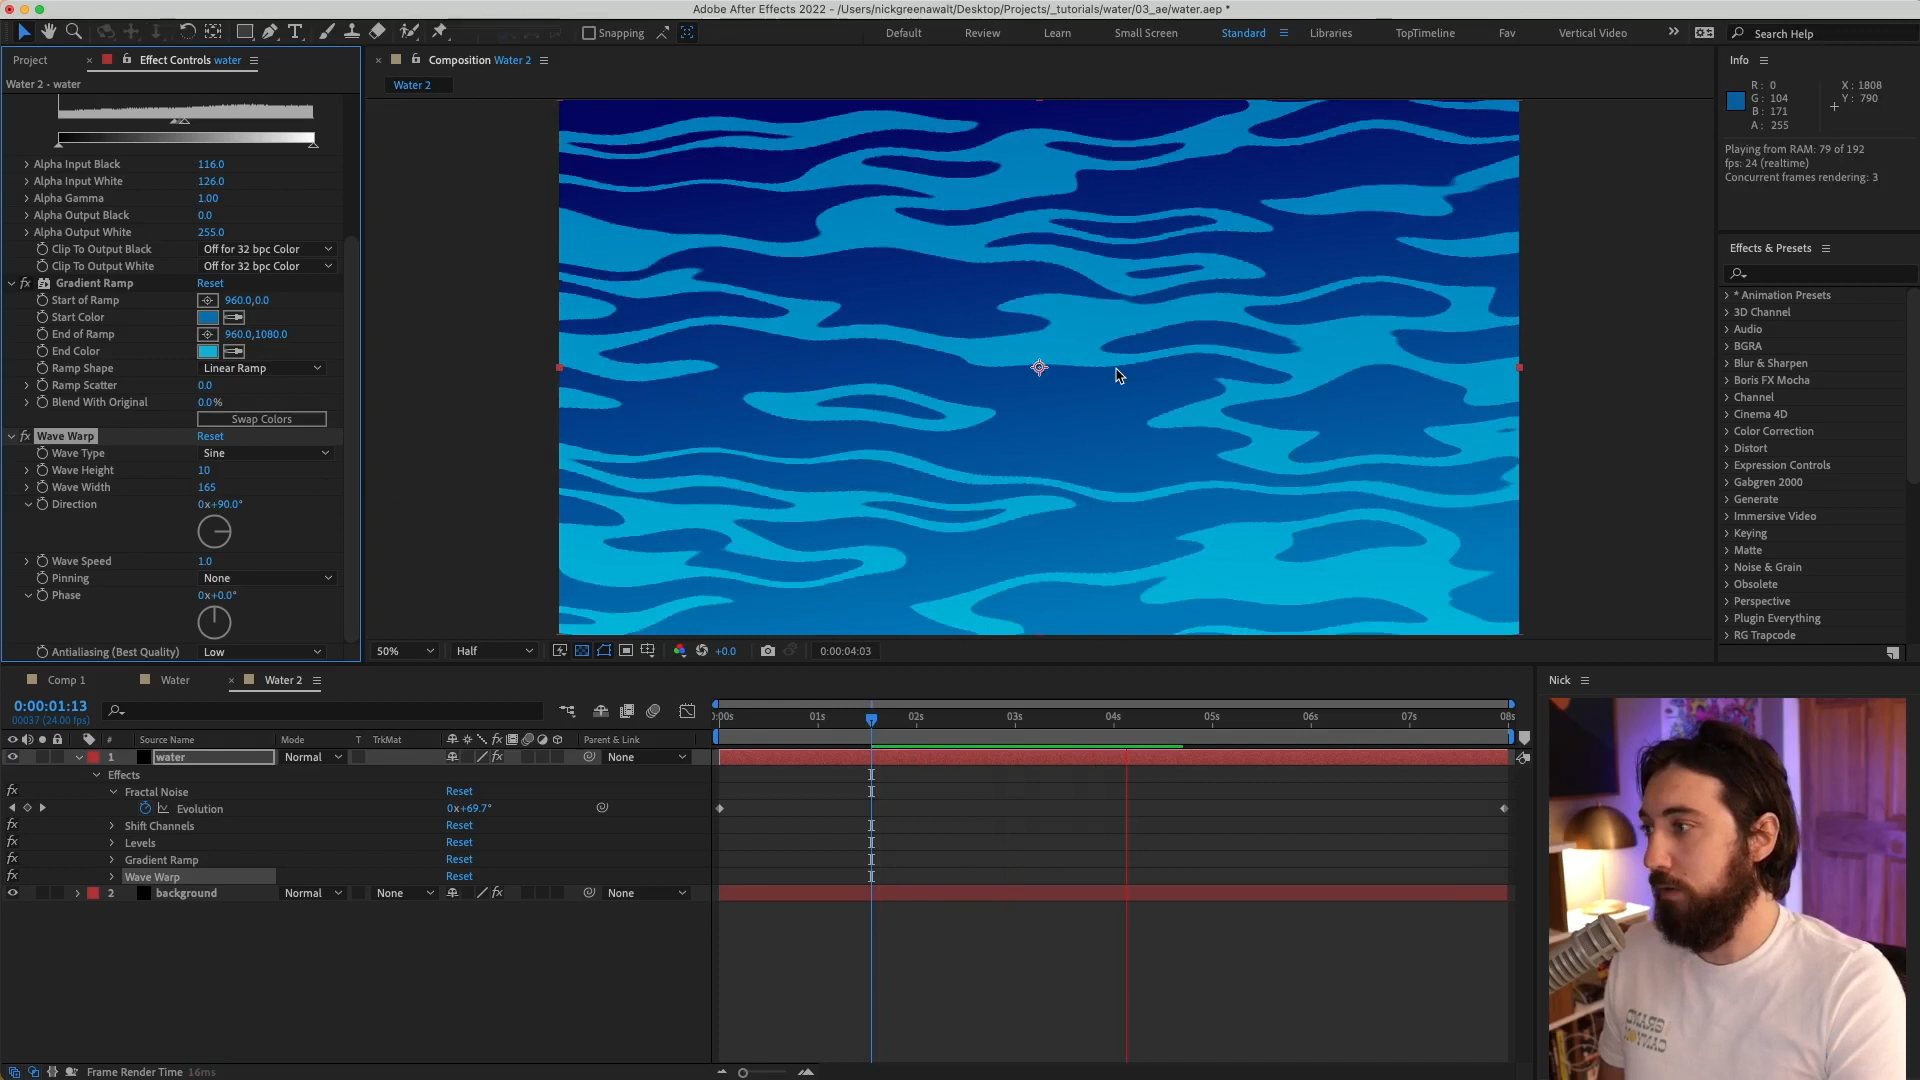 Adobe After Effects 2022 - /Users/nickgreenawalt/Desktop/Projects/_tutorials/water/03_ae/water.aep *
Snapping
Default
Review
Learn
Small Screen
Standard
Libraries
TopTimeline
Fav
Vertical Video
Search Help
Project
Effect Controls water
Water 2 - water
Alpha Input Black 116.0
Alpha Input White 126.0
Alpha Gamma 1.00
Alpha Output Black 0.0
Alpha Output White 255.0
Clip To Output Black Off for 32 bpc Color
Clip To Output White Off for 32 bpc Color
fx Gradient Ramp Reset
Start of Ramp 960.0,0.0
Start Color
End of Ramp 960.0,1080.0
End Color
Ramp Shape Linear Ramp
Ramp Scatter 0.0
Blend With Original 0.0%
Swap Colors
fx Wave Warp Reset
Wave Type Sine
Wave Height 10
Wave Width 165
Direction 0x+90.0°
Wave Speed 1.0
Pinning None
Phase 0x+0.0°
Antialiasing (Best Quality) Low
Composition Water 2
Water 2
50%
Half
+0.0
0:00:04:03
Info
R: 0
G: 104
B: 171
A: 255
X: 1808
Y: 790
Playing from RAM: 79 of 192
fps: 24 (realtime)
Concurrent frames rendering: 3
Effects & Presets
* Animation Presets
3D Channel
Audio
BGRA
Blur & Sharpen
Boris FX Mocha
Channel
Cinema 4D
Color Correction
Distort
Expression Controls
Gabgren 2000
Generate
Immersive Video
Keying
Matte
Noise & Grain
Obsolete
Perspective
Plugin Everything
RG Trapcode
Comp 1
Water
Water 2
0:00:01:13
00037 (24.00 fps)
# Source Name Mode T TrkMat fx Parent & Link
1 water Normal fx None
Effects
fx Fractal Noise Reset
Evolution 0x+69.7°
fx Shift Channels Reset
fx Levels Reset
fx Gradient Ramp Reset
fx Wave Warp Reset
2 background Normal None fx None
:00s 01s 02s 03s 04s 05s 06s 07s 08s
Frame Render Time 16ms
Nick
GRAND
CANYON